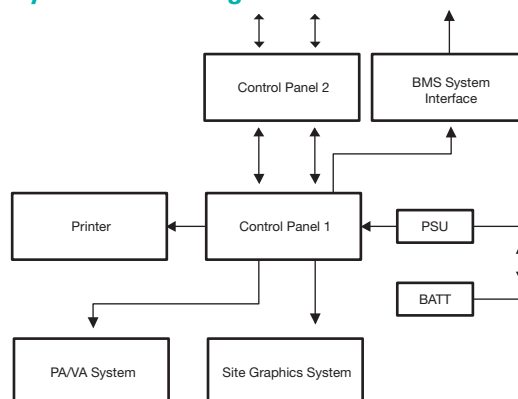 Control Panel 2
BMS System
Interface
Printer
Control Panel 1
PSU
BATT
PA/VA System
Site Graphics System